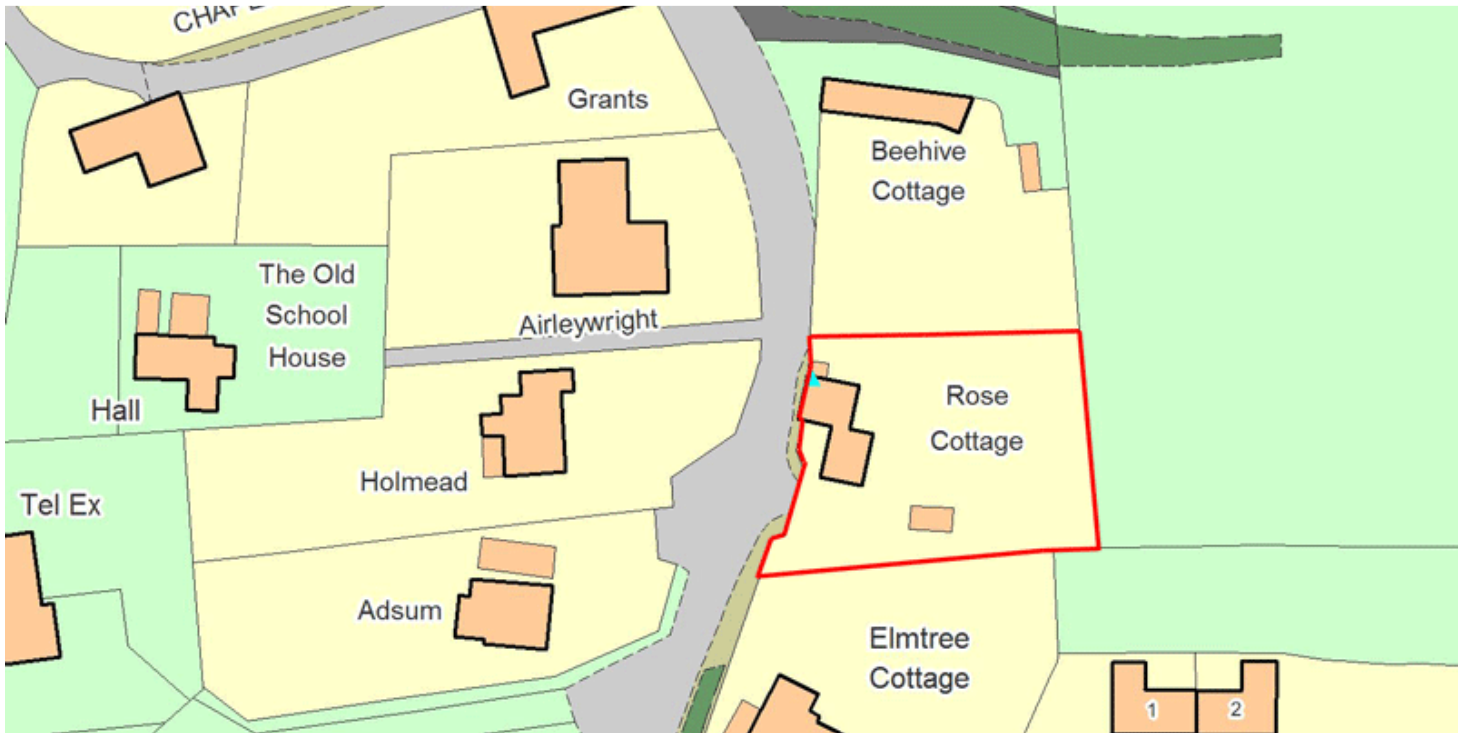 Grants
Beehive
Cottage
The Old
School
House
Airleywright
Hall
Rose
Cottage
Holmead
Tel Ex
Adsum
Elmtree
Cottage
1
2